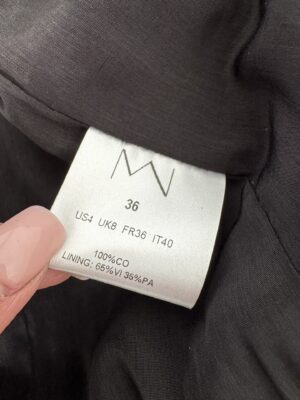 36
US4 UK8 FR36 IT40
100%CO
LINING: 65%VI 35%PA